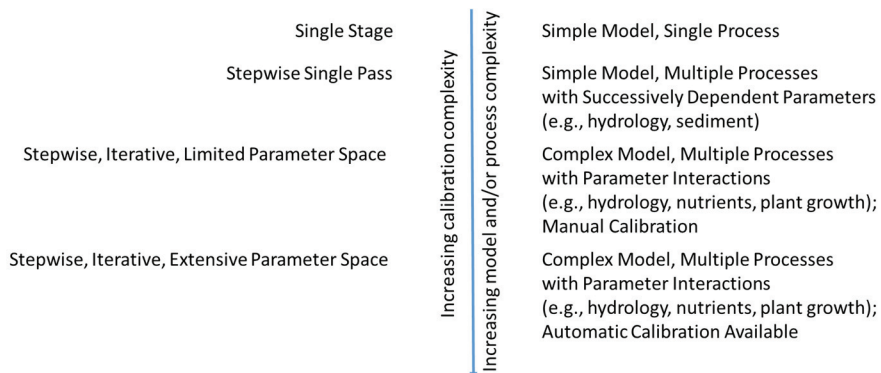 Single Stage
Stepwise Single Pass
Stepwise, Iterative, Limited Parameter Space
Stepwise, Iterative, Extensive Parameter Space
Increasing calibration complexity
Increasing model and/or process complexity
Simple Model, Single Process
Simple Model, Multiple Processes
with Successively Dependent Parameters
(e.g., hydrology, sediment)
Complex Model, Multiple Processes
with Parameter Interactions
(e.g., hydrology, nutrients, plant growth);
Manual Calibration
Complex Model, Multiple Processes
with Parameter Interactions
(e.g., hydrology, nutrients, plant growth);
Automatic Calibration Available